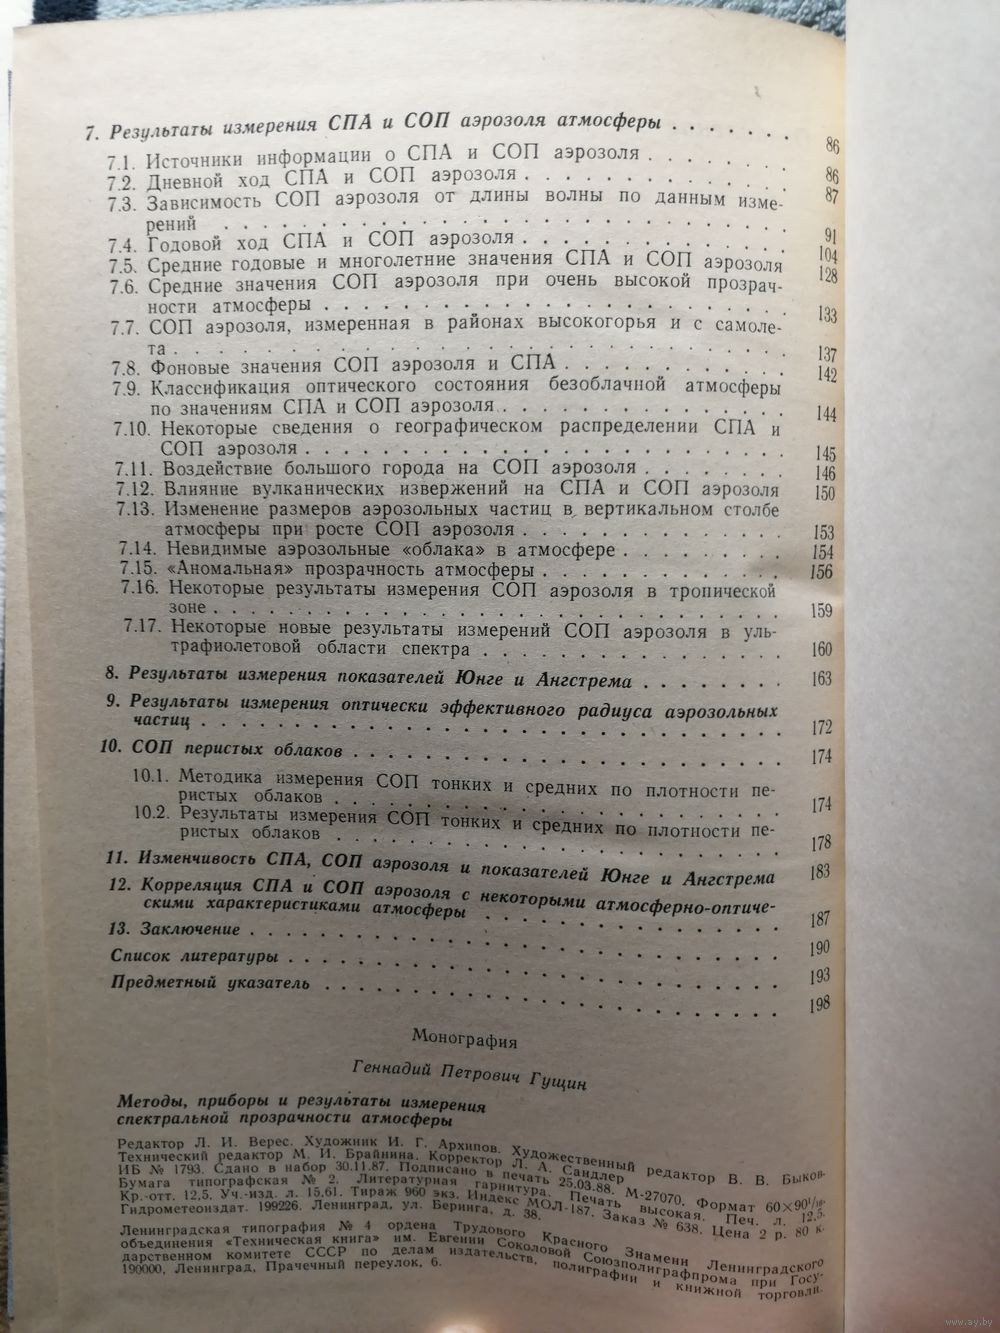 7. Результаты измерения СПА и СОП аэрозоля атмосферы . . . . . . . 86
7.1. Источники информации о СПА и СОП аэрозоля . . . . . . . 86
7.2. Дневной ход СПА и СОП аэрозоля . . . . . . . . . . . . . 87
7.3. Зависимость СОП аэрозоля от длины волны по данным изме-
рений . . . . . . . . . . . . . . . . . . . . . 91
7.4. Годовой ход СПА и СОП аэрозоля . . . . . . . . . . . . . 104
7.5. Средние годовые и многолетние значения СПА и СОП аэрозоля 128
7.6. Средние значения СОП аэрозоля при очень высокой прозрач-
ности атмосферы . . . . . . . . . . . . . . . . . . . 133
7.7. СОП аэрозоля, измеренная в районах высокогорья и с самоле-
та . . . . . . . . . . . . . . . . . . . . . . . . 137
7.8. Фоновые значения СОП аэрозоля и СПА . . . . . . . . . . . 142
7.9. Классификация оптического состояния безоблачной атмосферы
по значениям СПА и СОП аэрозоля . . . . . . . . . . . . . . 144
7.10. Некоторые сведения о географическом распределении СПА и
СОП аэрозоля . . . . . . . . . . . . . . . . . . . . 145
7.11. Воздействие большого города на СОП аэрозоля . . . . . . . . 146
7.12. Влияние вулканических извержений на СПА и СОП аэрозоля 150
7.13. Изменение размеров аэрозольных частиц в вертикальном столбе
атмосферы при росте СОП аэрозоля . . . . . . . . . . . . . 153
7.14. Невидимые аэрозольные «облака» в атмосфере . . . . . . . . 154
7.15. «Аномальная» прозрачность атмосферы . . . . . . . . . . . . 156
7.16. Некоторые результаты измерения СОП аэрозоля в тропической
зоне . . . . . . . . . . . . . . . . . . . . . . . . 159
7.17. Некоторые новые результаты измерений СОП аэрозоля в уль-
трафиолетовой области спектра . . . . . . . . . . . . . . . 160
8. Результаты измерения показателей Юнге и Ангстрема . . . . . . . . 163
9. Результаты измерения оптически эффективного радиуса аэрозольных
частиц . . . . . . . . . . . . . . . . . . . . . . . . . 172
10. СОП перистых облаков . . . . . . . . . . . . . . . . . . . 174
10.1. Методика измерения СОП тонких и средних по плотности пе-
ристых облаков . . . . . . . . . . . . . . . . . . . 174
10.2. Результаты измерения СОП тонких и средних по плотности пе-
ристых облаков . . . . . . . . . . . . . . . . . . . 178
11. Изменчивость СПА, СОП аэрозоля и показателей Юнге и Ангстрема 183
12. Корреляция СПА и СОП аэрозоля с некоторыми атмосферно-оптиче-
скими характеристиками атмосферы . . . . . . . . . . . . . 187
13. Заключение . . . . . . . . . . . . . . . . . . . . . . . 190
Список литературы . . . . . . . . . . . . . . . . . . . . . . 193
Предметный указатель . . . . . . . . . . . . . . . . . . . . 198
Монография
Геннадий Петрович Гущин
Методы, приборы и результаты измерения
спектральной прозрачности атмосферы
Редактор Л. И. Верес. Художник И. Г. Архипов. Художественный редактор В. В. Быков.
Технический редактор М. И. Брайнина. Корректор Л. А. Сандлер
ИБ № 1793. Сдано в набор 30.11.87. Подписано в печать 25.03.88. М-27070. Формат 60×90¹/₁₆.
Бумага типографская № 2. Литературная гарнитура. Печать высокая. Печ. л. 12,5.
Кр.-отт. 12,5. Уч.-изд. л. 15,61. Тираж 960 экз. Индекс МОЛ-187. Заказ № 638. Цена 2 р. 80 к.
Гидрометеоиздат. 199226. Ленинград, ул. Беринга, д. 38.
Ленинградская типография № 4 ордена Трудового Красного Знамени Ленинградского
объединения «Техническая книга» им. Евгении Соколовой Союзполиграфпрома при Госу-
дарственном комитете СССР по делам издательств, полиграфии и книжной торговли.
190000, Ленинград, Прачечный переулок, 6.
www.ay.by